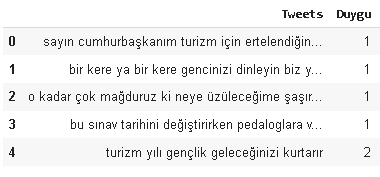 Tweets Duygu
0 sayın cumhurbaşkanım turizm için ertelendiğin... 1
1 bir kere ya bir kere gencinizi dinleyin biz y... 1
2 o kadar çok mağduruz ki neye üzüleceğime şaşır... 1
3 bu sınav tarihini değiştirirken pedaloglara v... 1
4 turizm yılı gençlik geleceğinizi kurtarır 2